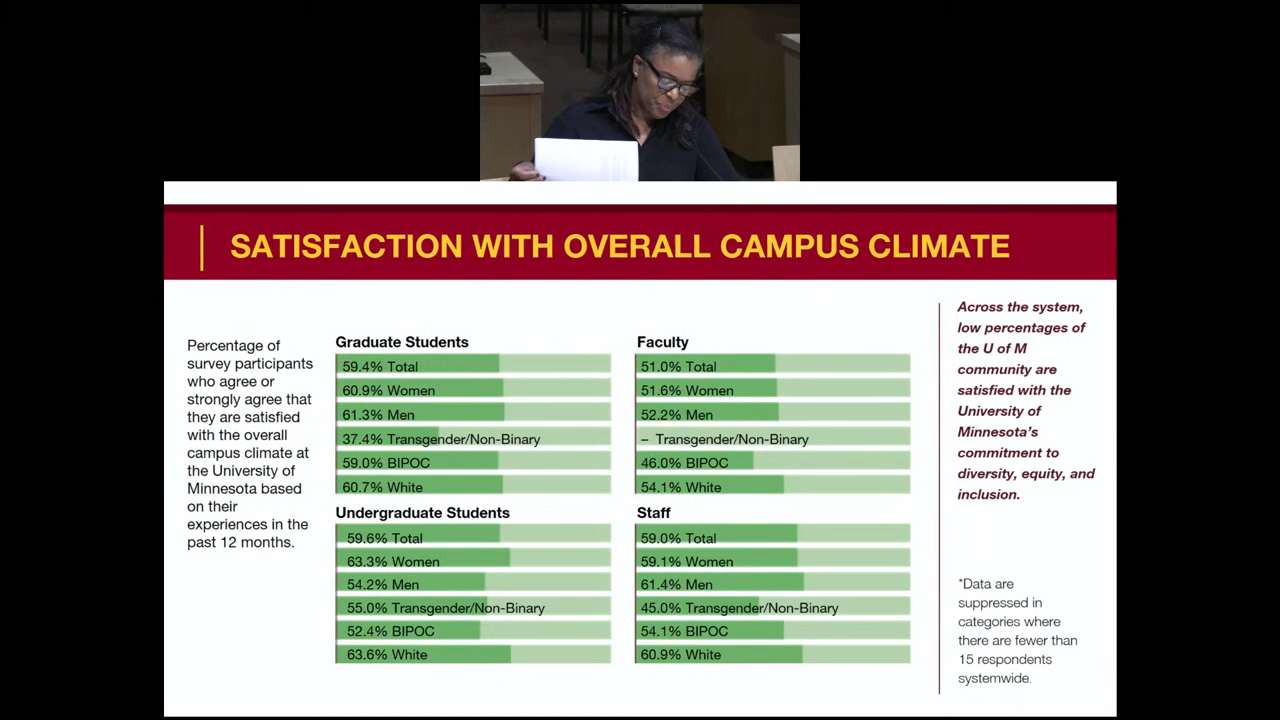 SATISFACTION WITH OVERALL CAMPUS CLIMATE
Percentage of
survey participants
who agree or
strongly agree that
they are satisfied
with the overall
campus climate at
the University of
Minnesota based
on their
experiences in the
past 12 months.
Graduate Students
59.4% Total
60.9% Women
61.3% Men
37.4% Transgender/Non-Binary
59.0% BIPOC
60.7% White
Undergraduate Students
59.6% Total
63.3% Women
54.2% Men
55.0% Transgender/Non-Binary
52.4% BIPOC
63.6% White
Faculty
51.0% Total
51.6% Women
52.2% Men
– Transgender/Non-Binary
46.0% BIPOC
54.1% White
Staff
59.0% Total
59.1% Women
61.4% Men
45.0% Transgender/Non-Binary
54.1% BIPOC
60.9% White
Across the system,
low percentages of
the U of M
community are
satisfied with the
University of
Minnesota's
commitment to
diversity, equity, and
inclusion.
*Data are
suppressed in
categories where
there are fewer than
15 respondents
systemwide.